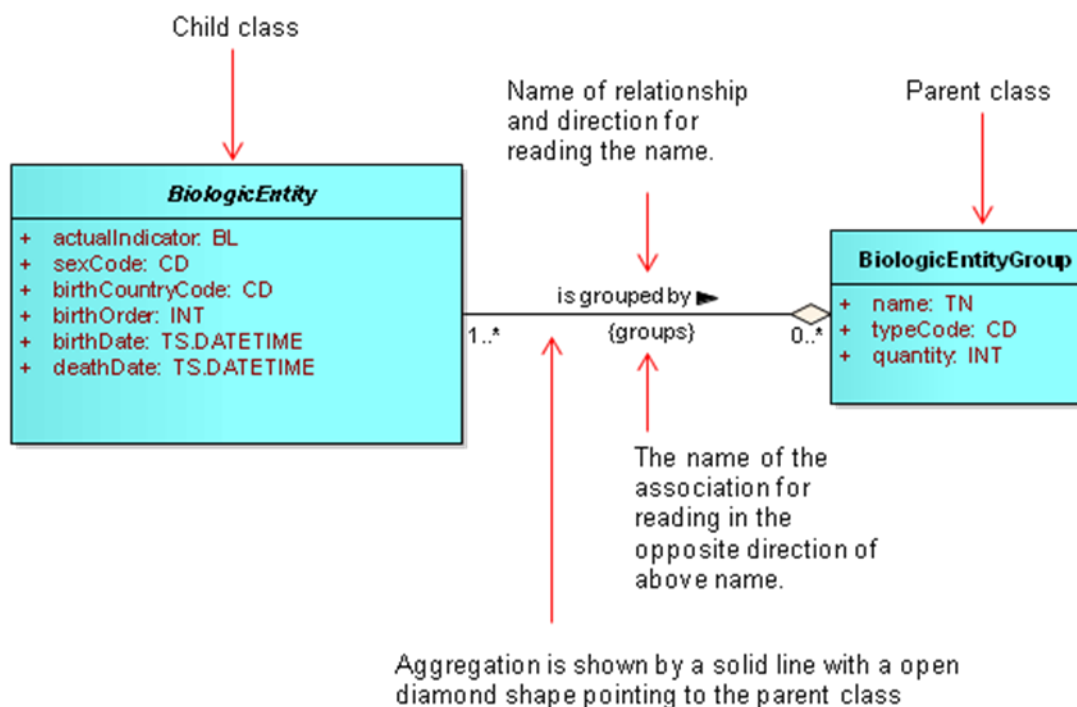 Child class
Name of relationship
and direction for
reading the name.
Parent class
BiologicEntity
+ actualIndicator: BL
+ sexCode: CD
+ birthCountryCode: CD
+ birthOrder: INT
+ birthDate: TS.DATETIME
+ deathDate: TS.DATETIME
is grouped by
1..*
{groups}
0..*
BiologicEntityGroup
+ name: TN
+ typeCode: CD
+ quantity: INT
The name of the
association for
reading in the
opposite direction of
above name.
Aggregation is shown by a solid line with a open
diamond shape pointing to the parent class